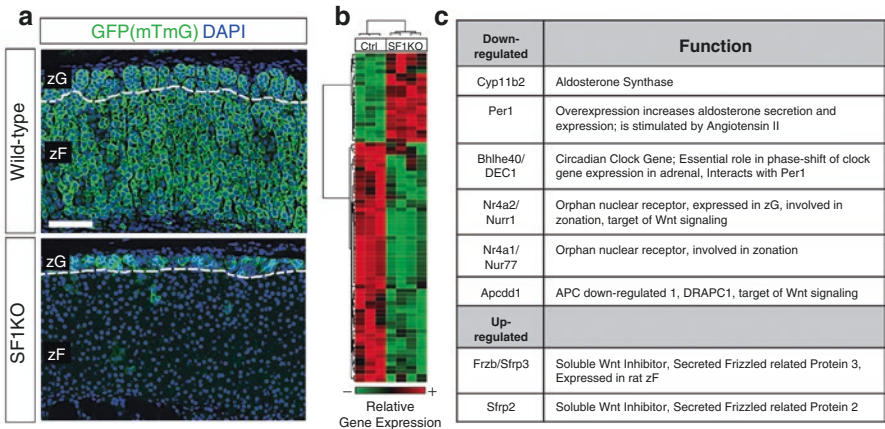 a
GFP(mTmG) DAPI
Wild-type
zG
zF
SF1KO
zG
zF
b
Ctrl
SF1KO
– +
Relative
Gene Expression
c
Down-
regulated
Function
Cyp11b2
Aldosterone Synthase
Per1
Overexpression increases aldosterone secretion and
expression; is stimulated by Angiotensin II
Bhlhe40/
DEC1
Circadian Clock Gene; Essential role in phase-shift of clock
gene expression in adrenal, Interacts with Per1
Nr4a2/
Nurr1
Orphan nuclear receptor, expressed in zG, involved in
zonation, target of Wnt signaling
Nr4a1/
Nur77
Orphan nuclear receptor, involved in zonation
Apcdd1
APC down-regulated 1, DRAPC1, target of Wnt signaling
Up-
regulated
Frzb/Sfrp3
Soluble Wnt Inhibitor, Secreted Frizzled related Protein 3,
Expressed in rat zF
Sfrp2
Soluble Wnt Inhibitor, Secreted Frizzled related Protein 2